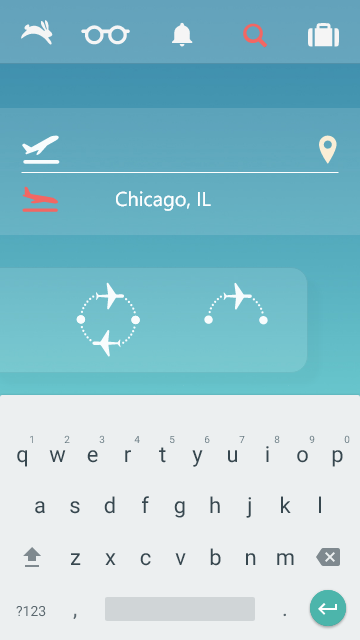 Chicago, IL
1 2 3 4 5 6 7 8 9 0
q w e r t y u i o p
a s d f g h j k l
z x c v b n m
?123 , .